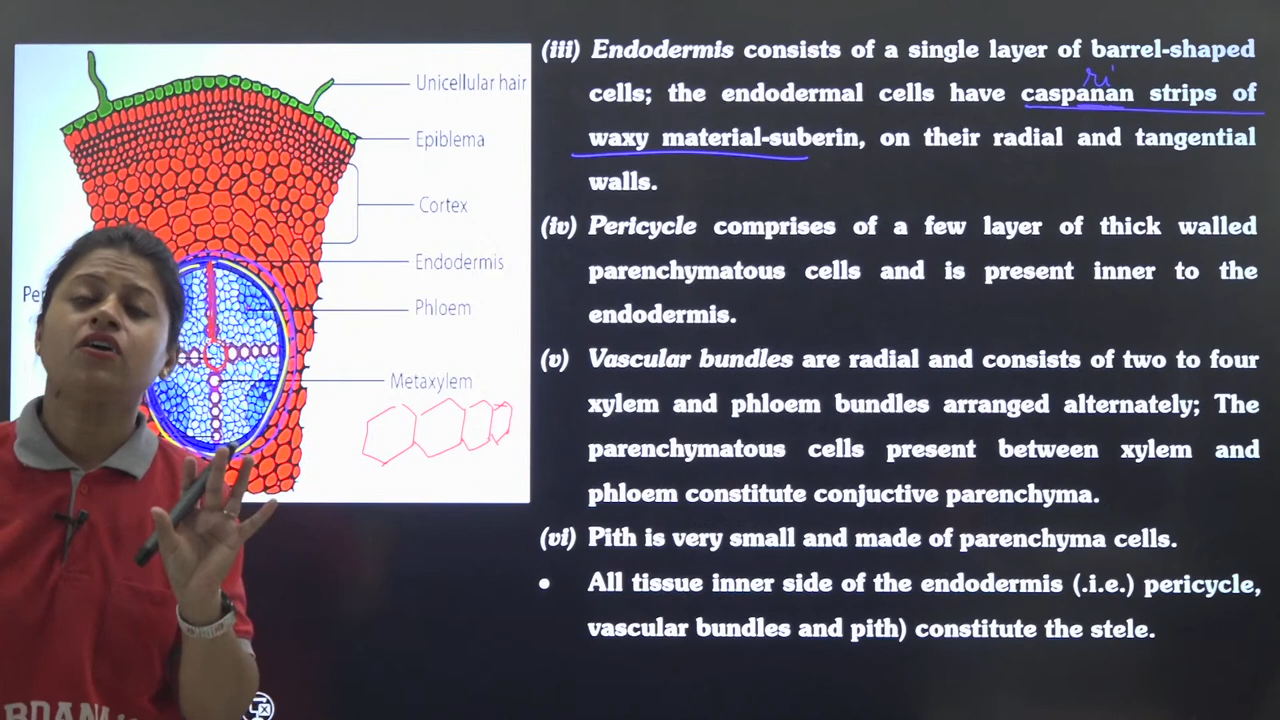 Unicellular hair
Epiblema
Cortex
Endodermis
Phloem
Metaxylem
Pe
(iii) Endodermis consists of a single layer of barrel-shaped
cells; the endodermal cells have caspanan strips of
ri
waxy material-suberin, on their radial and tangential
walls.
(iv) Pericycle comprises of a few layer of thick walled
parenchymatous cells and is present inner to the
endodermis.
(v) Vascular bundles are radial and consists of two to four
xylem and phloem bundles arranged alternately; The
parenchymatous cells present between xylem and
phloem constitute conjuctive parenchyma.
(vi) Pith is very small and made of parenchyma cells.
• All tissue inner side of the endodermis (.i.e.) pericycle,
vascular bundles and pith) constitute the stele.